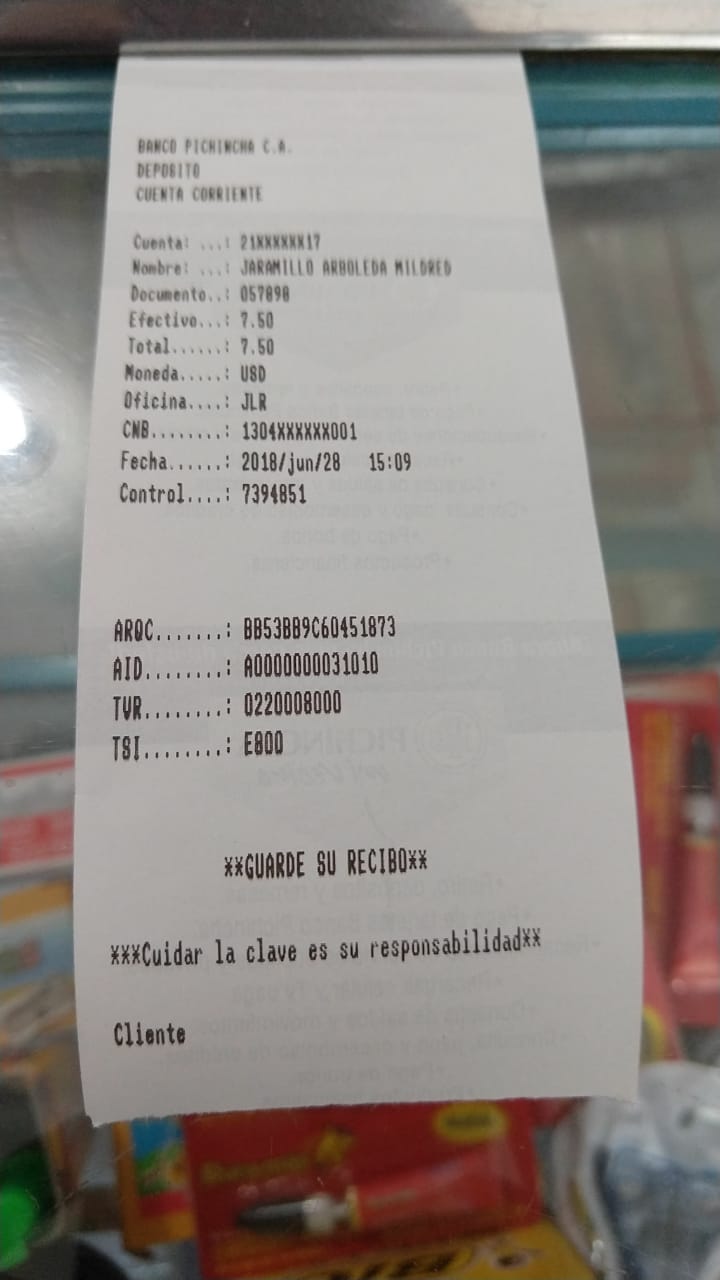 BANCO PICHINCHA C.A.
DEPOSITO
CUENTA CORRIENTE
Cuenta: ...: 21XXXXXX17
Nombre: ...: JARAMILLO ARBOLEDA MILDRED
Documento..: 057898
Efectivo...: 7.50
Total......: 7.50
Moneda.....: USD
Oficina....: JLR
CNB........: 1304XXXXXX001
Fecha......: 2018/jun/28 15:09
Control....: 7394851
ARQC.......: BB53BB9C60451873
AID........: A0000000031010
TVR........: 0220008000
TSI........: E800
**GUARDE SU RECIBO**
***Cuidar la clave es su responsabilidad**
Cliente